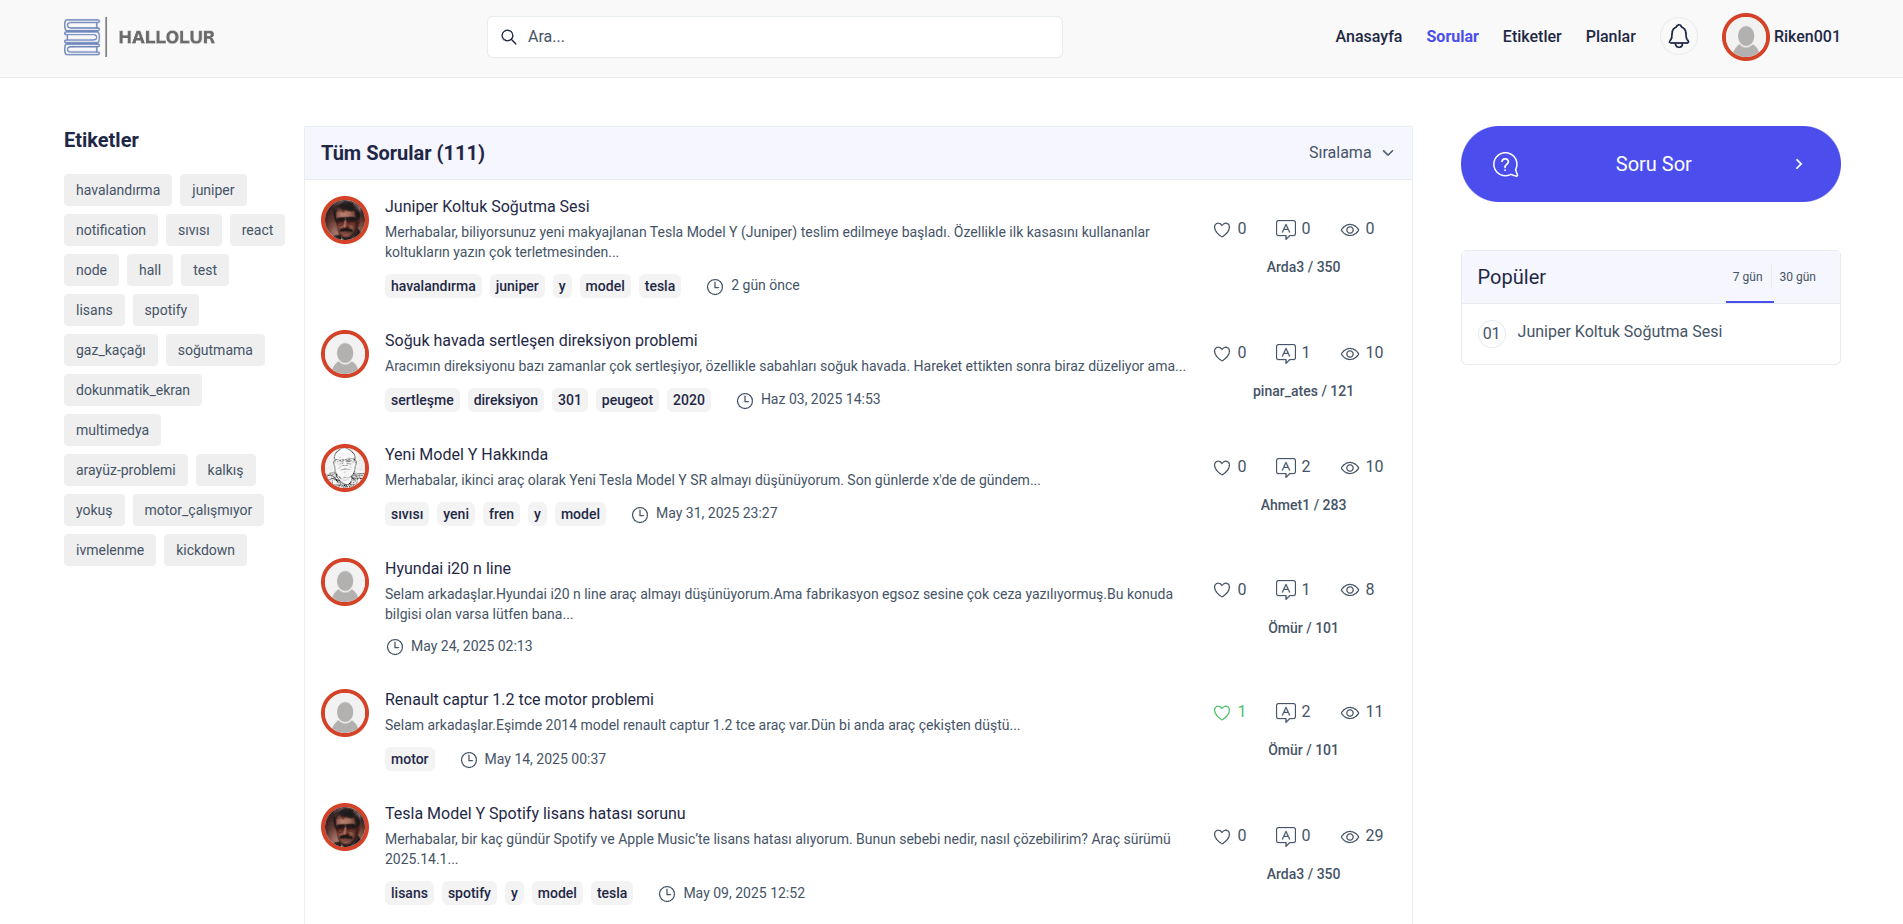 HALLOLUR
Ara...
Anasayfa Sorular Etiketler Planlar Riken001
Etiketler
havalandırma juniper
notification sıvısı react
node hall test
lisans spotify
gaz_kaçağı soğutmama
dokunmatik_ekran
multimedya
arayüz-problemi kalkış
yokuş motor_çalışmıyor
ivmelenme kickdown
Tüm Sorular (111) Sıralama
Juniper Koltuk Soğutma Sesi
Merhabalar, biliyorsunuz yeni makyajlanan Tesla Model Y (Juniper) teslim edilmeye başladı. Özellikle ilk kasasını kullananlar
koltukların yazın çok terletmesinden...
havalandırma juniper y model tesla 2 gün önce
0 A 0 0
Arda3 / 350
Soğuk havada sertleşen direksiyon problemi
Aracımın direksiyonu bazı zamanlar çok sertleşiyor, özellikle sabahları soğuk havada. Hareket ettikten sonra biraz düzeliyor ama...
sertleşme direksiyon 301 peugeot 2020 Haz 03, 2025 14:53
0 A 1 10
pinar_ates / 121
Yeni Model Y Hakkında
Merhabalar, ikinci araç olarak Yeni Tesla Model Y SR almayı düşünüyorum. Son günlerde x'de de gündem...
sıvısı yeni fren y model May 31, 2025 23:27
0 A 2 10
Ahmet1 / 283
Hyundai i20 n line
Selam arkadaşlar.Hyundai i20 n line araç almayı düşünüyorum.Ama fabrikasyon egsoz sesine çok ceza yazılıyormuş.Bu konuda
bilgisi olan varsa lütfen bana...
May 24, 2025 02:13
0 A 1 8
Ömür / 101
Renault captur 1.2 tce motor problemi
Selam arkadaşlar.Eşimde 2014 model renault captur 1.2 tce araç var.Dün bi anda araç çekişten düştü...
motor May 14, 2025 00:37
1 A 2 11
Ömür / 101
Tesla Model Y Spotify lisans hatası sorunu
Merhabalar, bir kaç gündür Spotify ve Apple Music’te lisans hatası alıyorum. Bunun sebebi nedir, nasıl çözebilirim? Araç sürümü
2025.14.1...
lisans spotify y model tesla May 09, 2025 12:52
0 A 0 29
Arda3 / 350
? Soru Sor
Popüler 7 gün 30 gün
01 Juniper Koltuk Soğutma Sesi